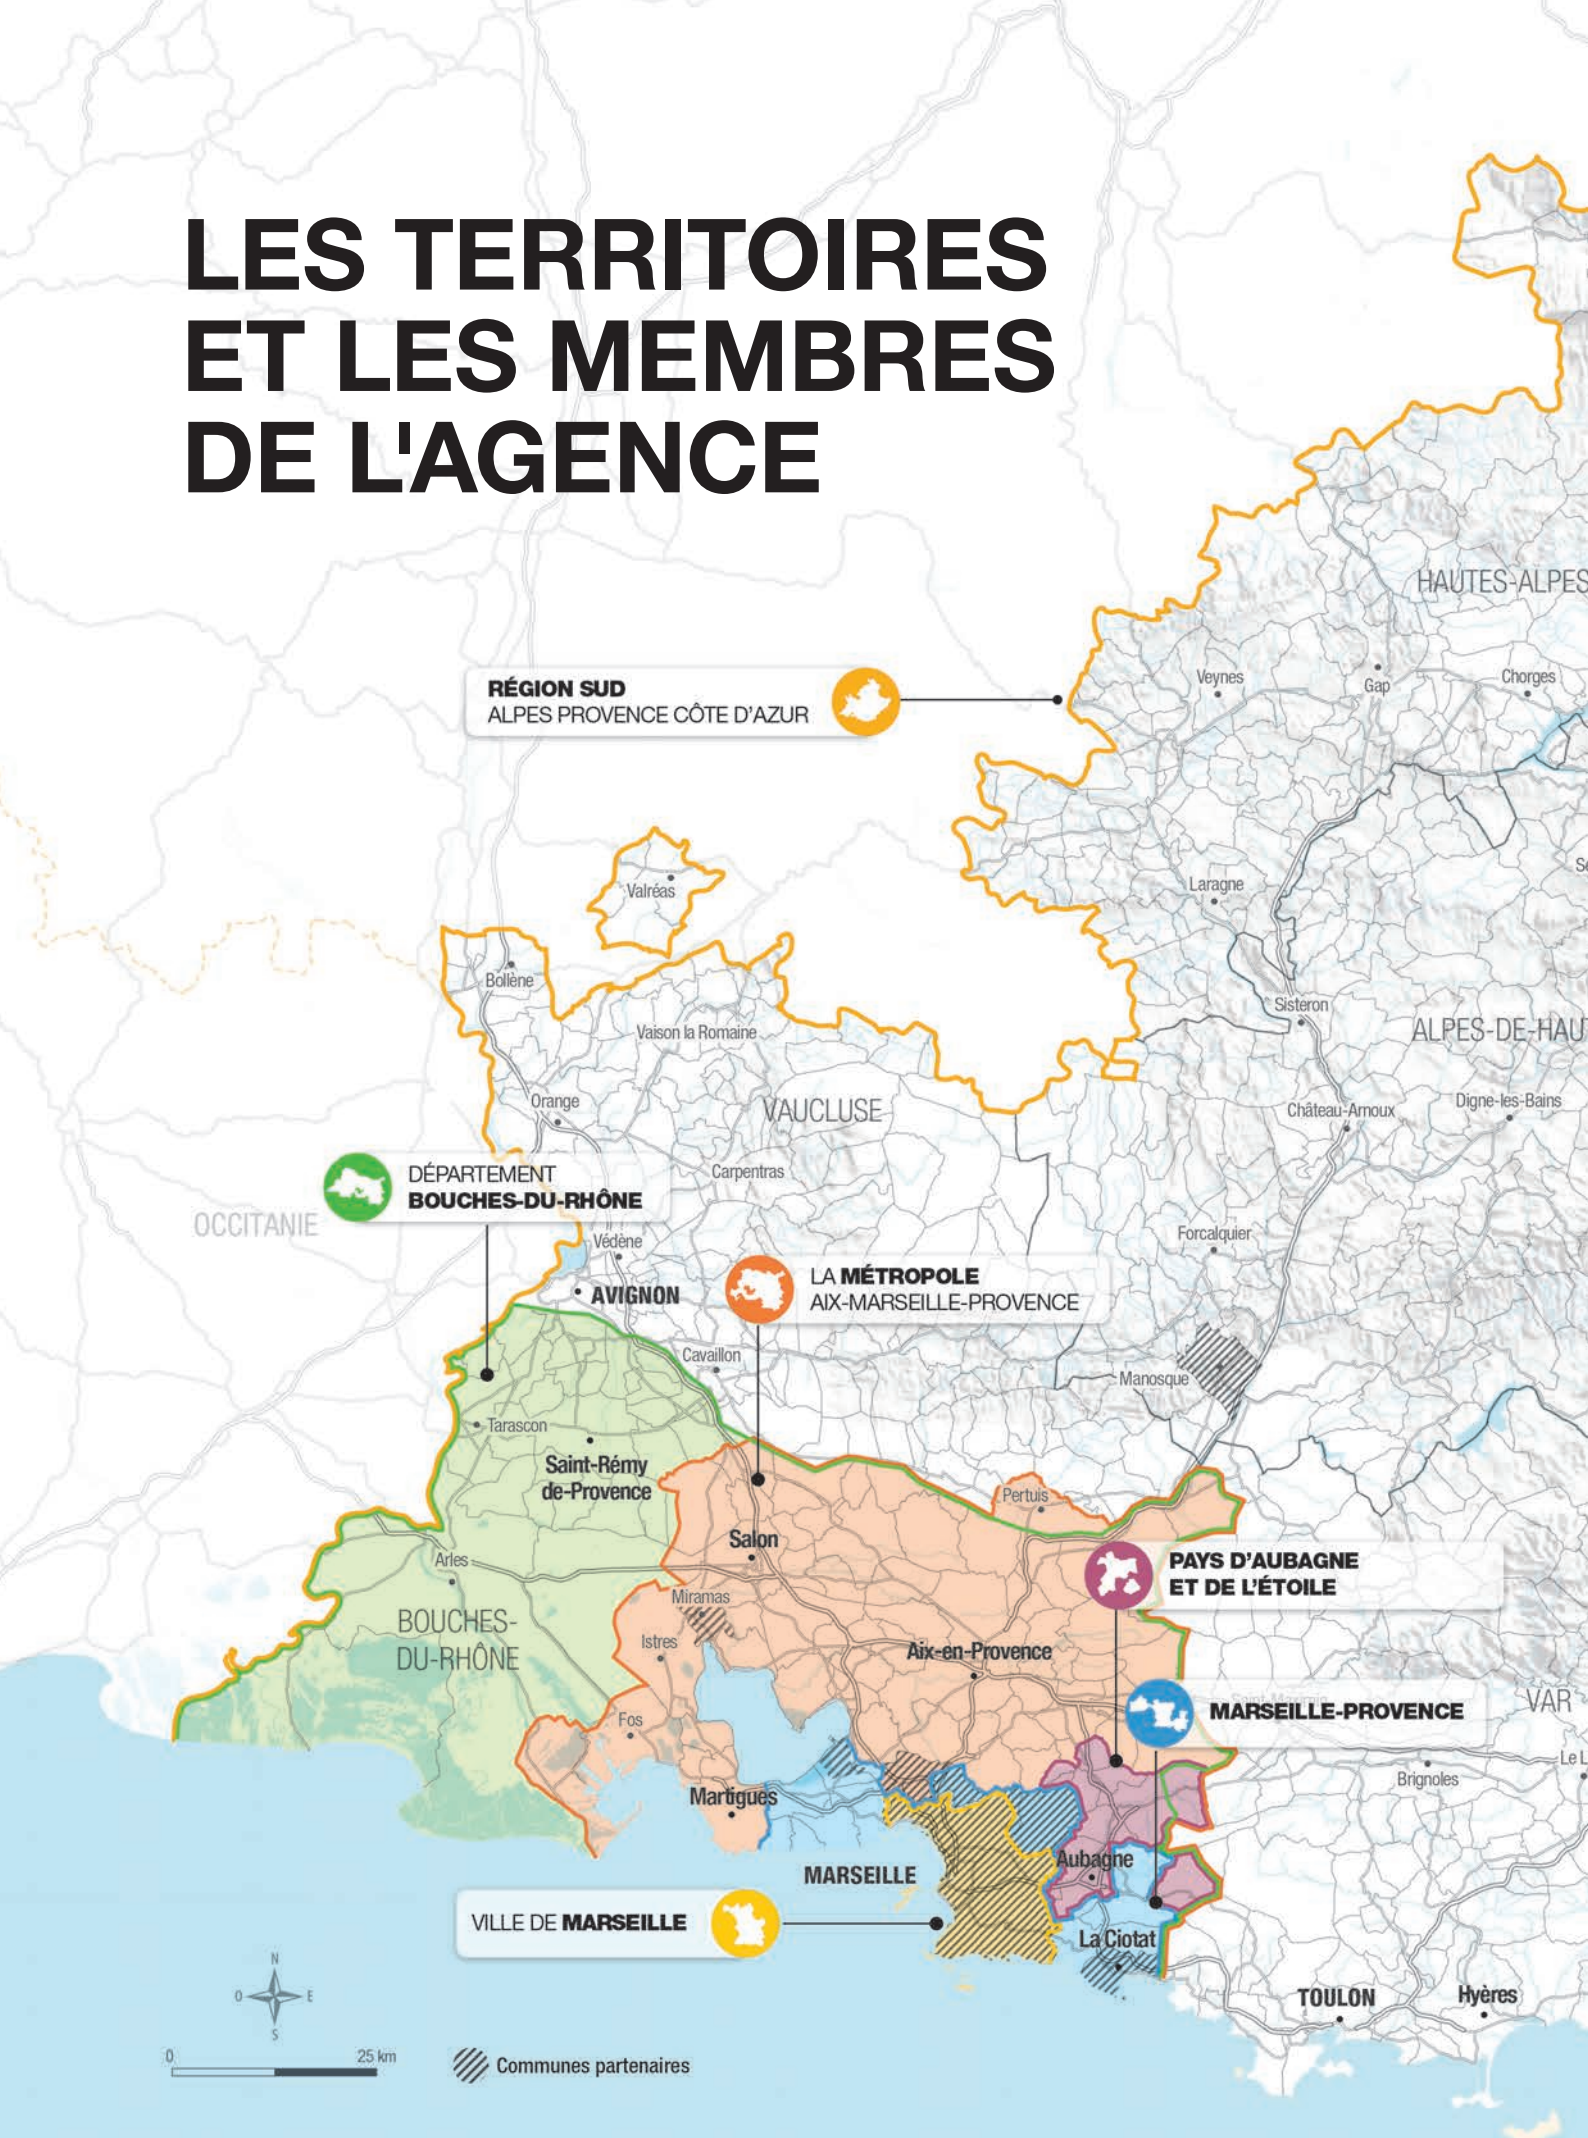 LES TERRITOIRES
ET LES MEMBRES
DE L'AGENCE
HAUTES-ALPES
RÉGION SUD
ALPES PROVENCE CÔTE D'AZUR
Veynes
Gap
Chorges
Valréas
Laragne
Bollène
Sisteron
Vaison la Romaine
ALPES-DE-HAU
Orange
VAUCLUSE
Château-Arnoux
Digne-les-Bains
DÉPARTEMENT
BOUCHES-DU-RHÔNE
Carpentras
OCCITANIE
Védène
Forcalquier
AVIGNON
LA MÉTROPOLE
AIX-MARSEILLE-PROVENCE
Cavaillon
Manosque
Tarascon
Saint-Rémy
de-Provence
Pertuis
Salon
Arles
PAYS D'AUBAGNE
ET DE L'ÉTOILE
Miramas
BOUCHES-
DU-RHÔNE
Istres
Aix-en-Provence
Fos
MARSEILLE-PROVENCE
VAR
Le L
Brignoles
Martigues
Aubagne
MARSEILLE
VILLE DE MARSEILLE
La Ciotat
TOULON
Hyères
N
O
E
S
0
25 km
Communes partenaires